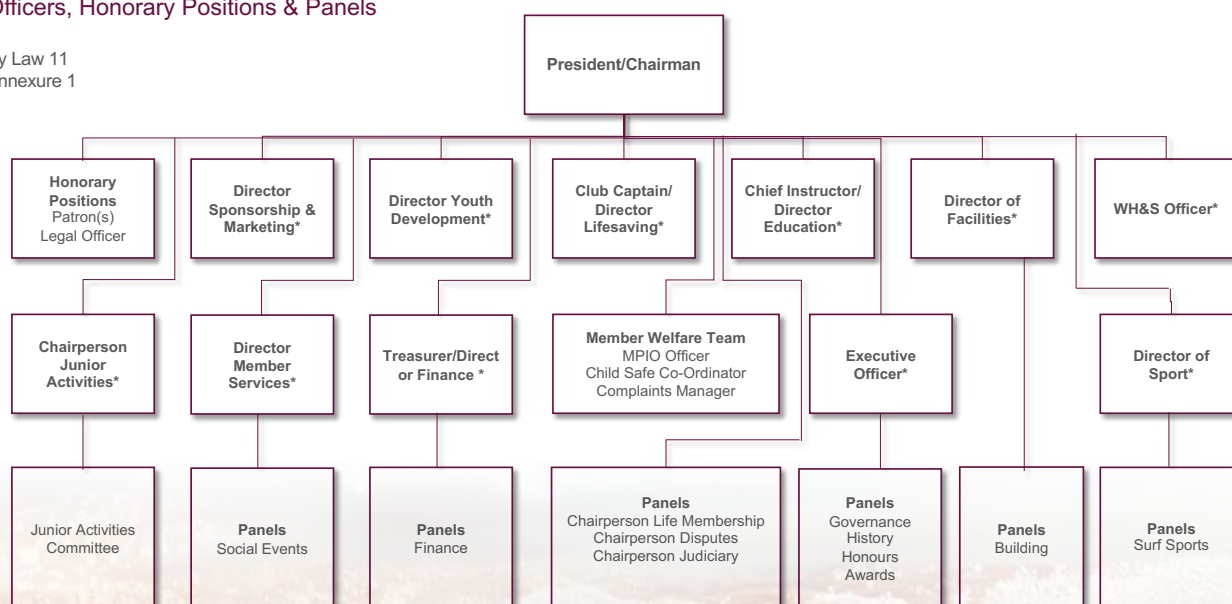 Officers, Honorary Positions & Panels
y Law 11
nnexure 1
President/Chairman
Honorary
Positions
Patron(s)
Legal Officer
Director
Sponsorship &
Marketing*
Director Youth
Development*
Club Captain/
Director
Lifesaving*
Chief Instructor/
Director
Education*
Director of
Facilities*
WH&S Officer*
Chairperson
Junior
Activities*
Director
Member
Services*
Treasurer/Direct
or Finance *
Member Welfare Team
MPIO Officer
Child Safe Co-Ordinator
Complaints Manager
Executive
Officer*
Director of
Sport*
Junior Activities
Committee
Panels
Social Events
Panels
Finance
Panels
Chairperson Life Membership
Chairperson Disputes
Chairperson Judiciary
Panels
Governance
History
Honours
Awards
Panels
Building
Panels
Surf Sports